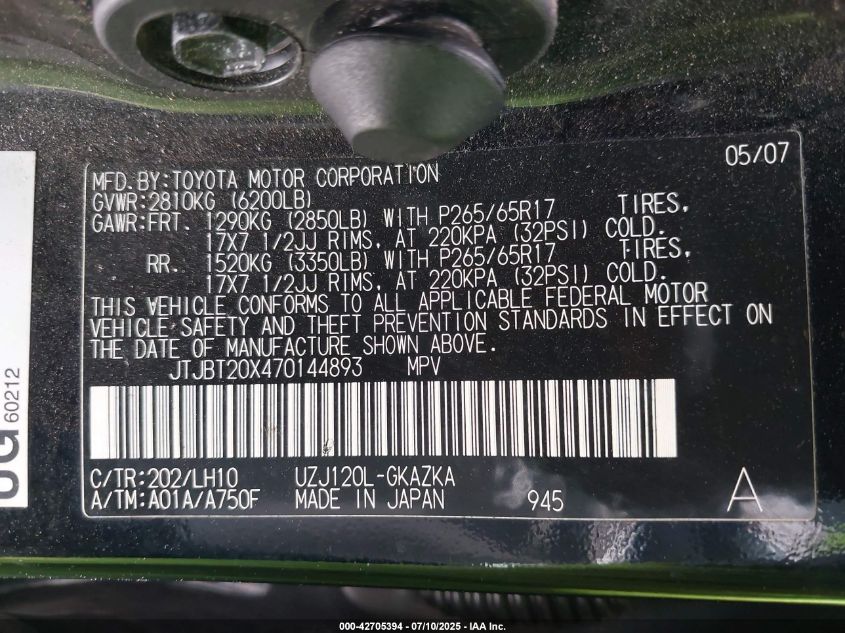 05/07
MFD.BY:TOYOTA MOTOR CORPORATION
GVWR:2810KG (6200LB)
GAWR:FRT. 1290KG (2850LB) WITH P265/65R17 TIRES,
17X7 1/2JJ RIMS, AT 220KPA (32PSI) COLD.
RR. 1520KG (3350LB) WITH P265/65R17 TIRES,
17X7 1/2JJ RIMS, AT 220KPA (32PSI) COLD.
THIS VEHICLE CONFORMS TO ALL APPLICABLE FEDERAL MOTOR
VEHICLE SAFETY AND THEFT PREVENTION STANDARDS IN EFFECT ON
THE DATE OF MANUFACTURE SHOWN ABOVE.
JTJBT20X470144893 MPV
C/TR:202/LH10 UZJ120L-GKAZKA
A/TM:A01A/A750F MADE IN JAPAN 945 A
60212
000-42705394 - 07/10/2025 - IAA Inc.